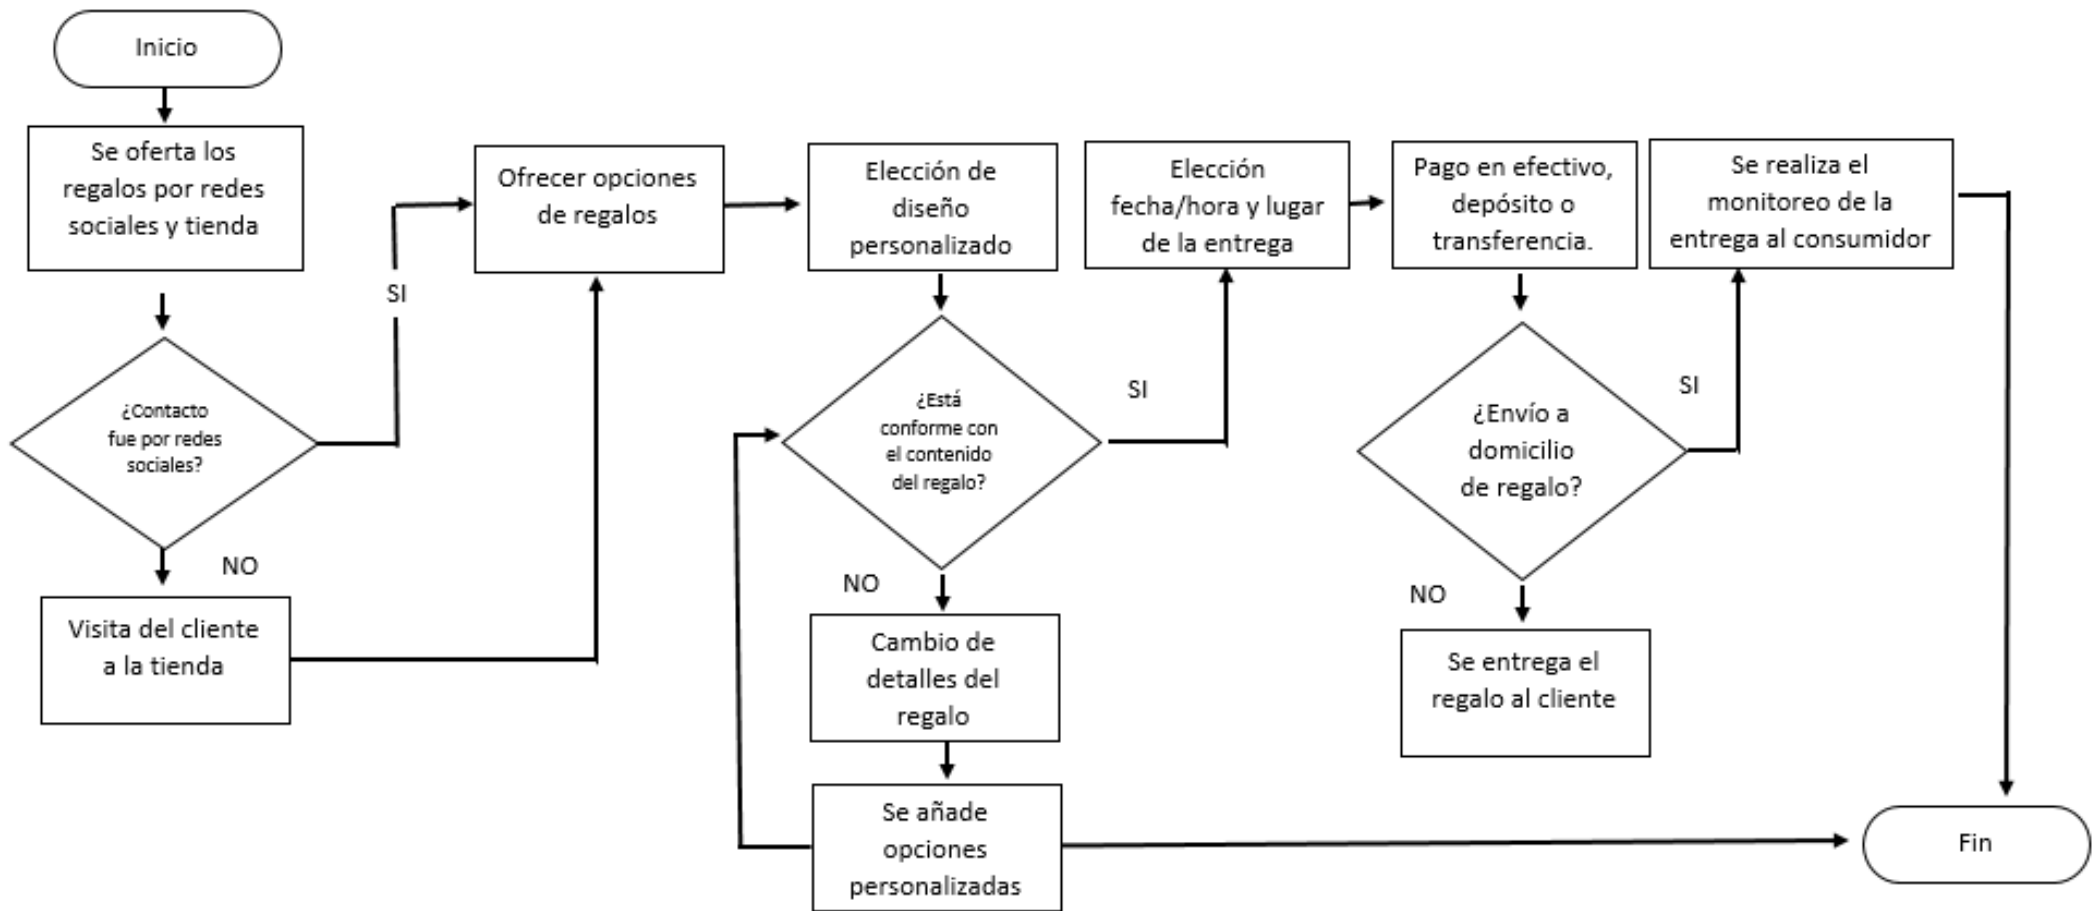 Inicio
Se oferta los
regalos por redes
sociales y tienda
¿Contacto
fue por redes
sociales?
SI
NO
Visita del cliente
a la tienda
Ofrecer opciones
de regalos
Elección de
diseño
personalizado
¿Está
conforme con
el contenido
del regalo?
SI
NO
Cambio de
detalles del
regalo
Se añade
opciones
personalizadas
Elección
fecha/hora y lugar
de la entrega
Pago en efectivo,
depósito o
transferencia.
¿Envío a
domicilio
de regalo?
SI
NO
Se entrega el
regalo al cliente
Se realiza el
monitoreo de la
entrega al consumidor
Fin